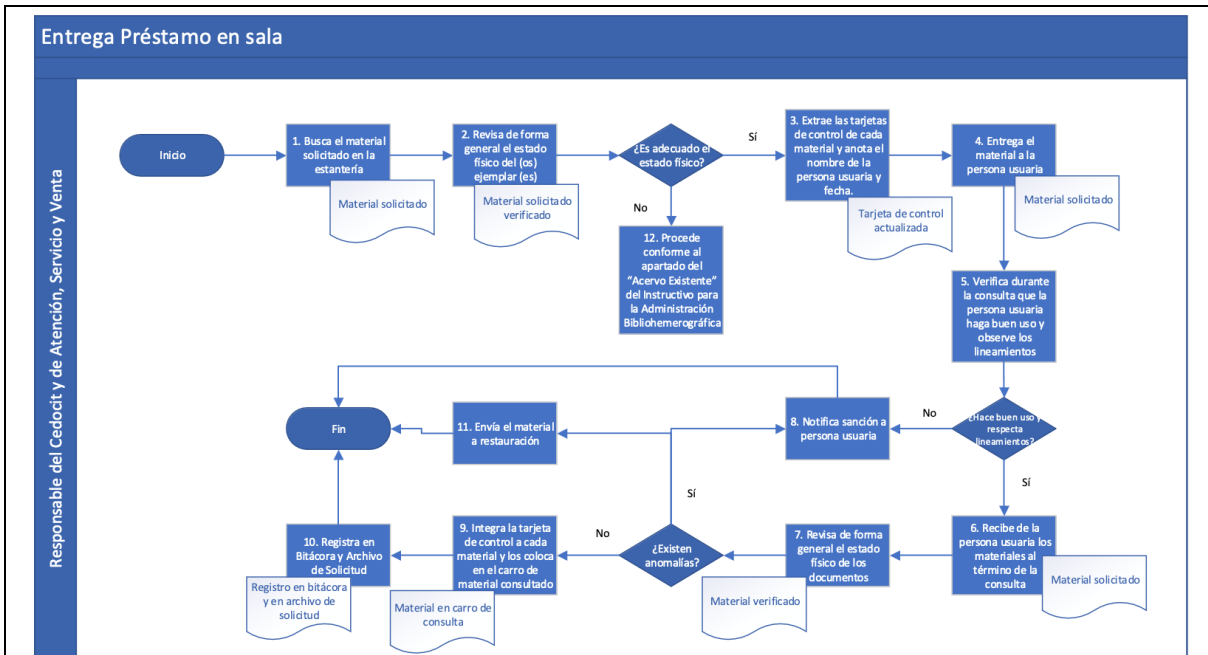 Entrega Préstamo en sala
Responsable del Cedocit y de Atención, Servicio y Venta
Inicio
1. Busca el material
solicitado en la
estantería
Material solicitado
2. Revisa de forma
general el estado
físico del (os)
ejemplar (es)
Material solicitado
verificado
¿Es adecuado el
estado físico?
Sí
No
12. Procede
conforme al
apartado del
“Acervo Existente”
del Instructivo para
la Administración
Bibliohemerográfica
3. Extrae las tarjetas
de control de cada
material y anota el
nombre de la
persona usuaria y
fecha.
Tarjeta de control
actualizada
4. Entrega el
material a la
persona usuaria
Material solicitado
5. Verifica durante
la consulta que la
persona usuaria
haga buen uso y
observe los
lineamientos
¿Hace buen uso y
respecta
lineamientos?
No
Sí
8. Notifica sanción a
persona usuaria
6. Recibe de la
persona usuaria los
materiales al
término de la
consulta
Material solicitado
7. Revisa de forma
general el estado
físico de los
documentos
Material verificado
¿Existen
anomalías?
Sí
No
11. Envía el material
a restauración
9. Integra la tarjeta
de control a cada
material y los coloca
en el carro de
material consultado
Material en carro de
consulta
10. Registra en
Bitácora y Archivo
de Solicitud
Registro en bitácora
y en archivo de
solicitud
Fin